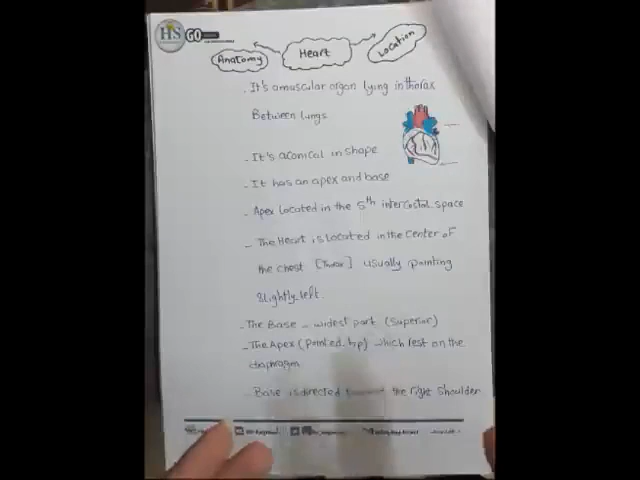 HS GO
Anatomy Heart Location
. It's a muscular organ lying in thorax
Between lungs
- It's a conical in shape
- It has an apex and base
- Apex Located in the 5th intercostal space
- The Heart is Located in the center of
the chest usually pointing
slightly left.
- The Base - widest part (superior)
- The Apex (pointed tip) which rest on the
diaphragm
- Base is directed the right shoulder